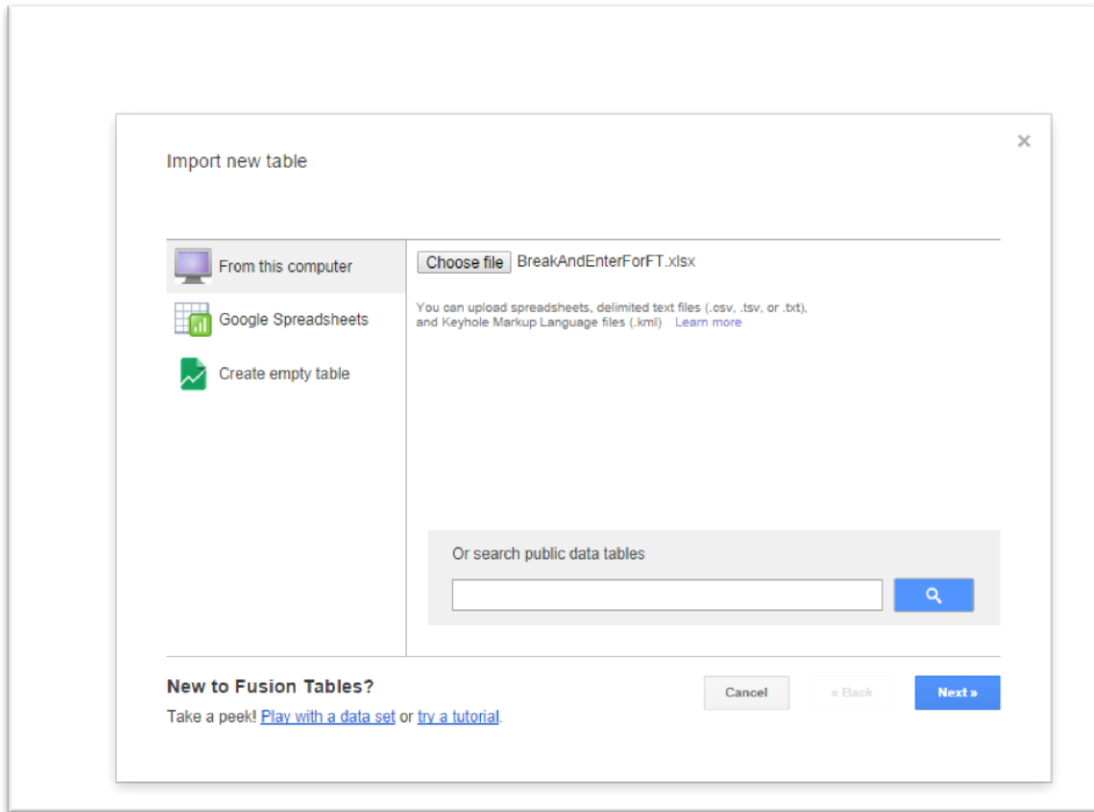 Import new table
×
From this computer
Choose file BreakAndEnterForFT.xlsx
You can upload spreadsheets, delimited text files (.csv, .tsv, or .txt),
and Keyhole Markup Language files (.kml) Learn more
Google Spreadsheets
Create empty table
Or search public data tables
New to Fusion Tables?
Take a peek! Play with a data set or try a tutorial.
Cancel
« Back
Next »